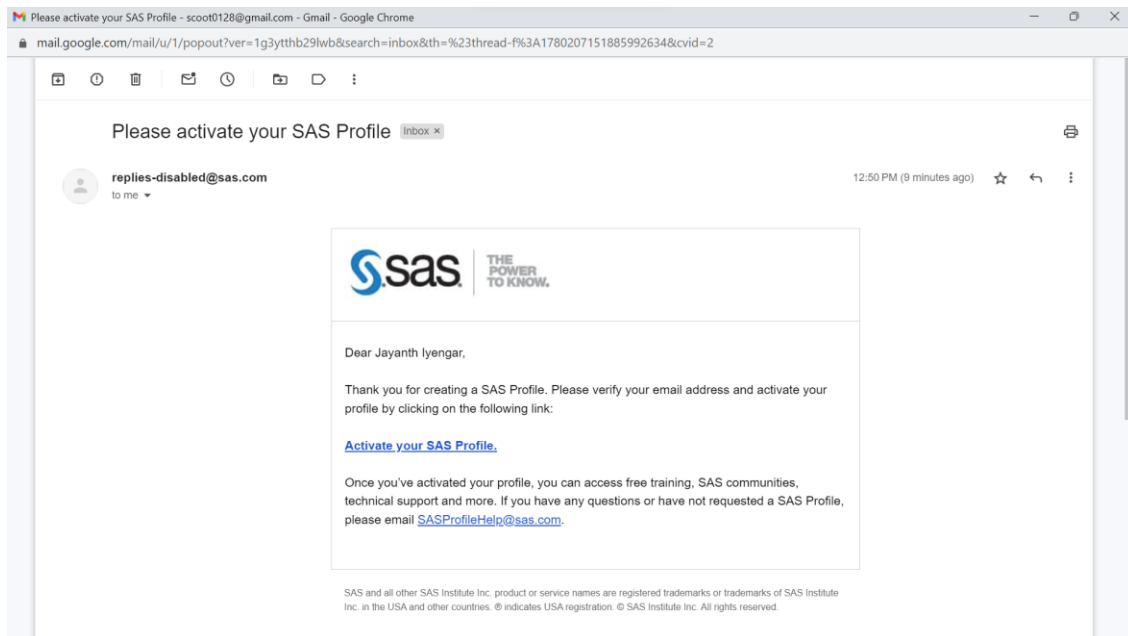 Please activate your SAS Profile - scoot0128@gmail.com - Gmail - Google Chrome
mail.google.com/mail/u/1/popout?ver=1g3ytthb29lwb&search=inbox&th=%23thread-f%3A1780207151885992634&cvid=2
Please activate your SAS Profile Inbox ×
replies-disabled@sas.com
12:50 PM (9 minutes ago)
to me
sas
THE
POWER
TO KNOW.
Dear Jayanth Iyengar,
Thank you for creating a SAS Profile. Please verify your email address and activate your
profile by clicking on the following link:
Activate your SAS Profile.
Once you've activated your profile, you can access free training, SAS communities,
technical support and more. If you have any questions or have not requested a SAS Profile,
please email SASProfileHelp@sas.com.
SAS and all other SAS Institute Inc. product or service names are registered trademarks or trademarks of SAS Institute
Inc. in the USA and other countries. ® indicates USA registration. © SAS Institute Inc. All rights reserved.